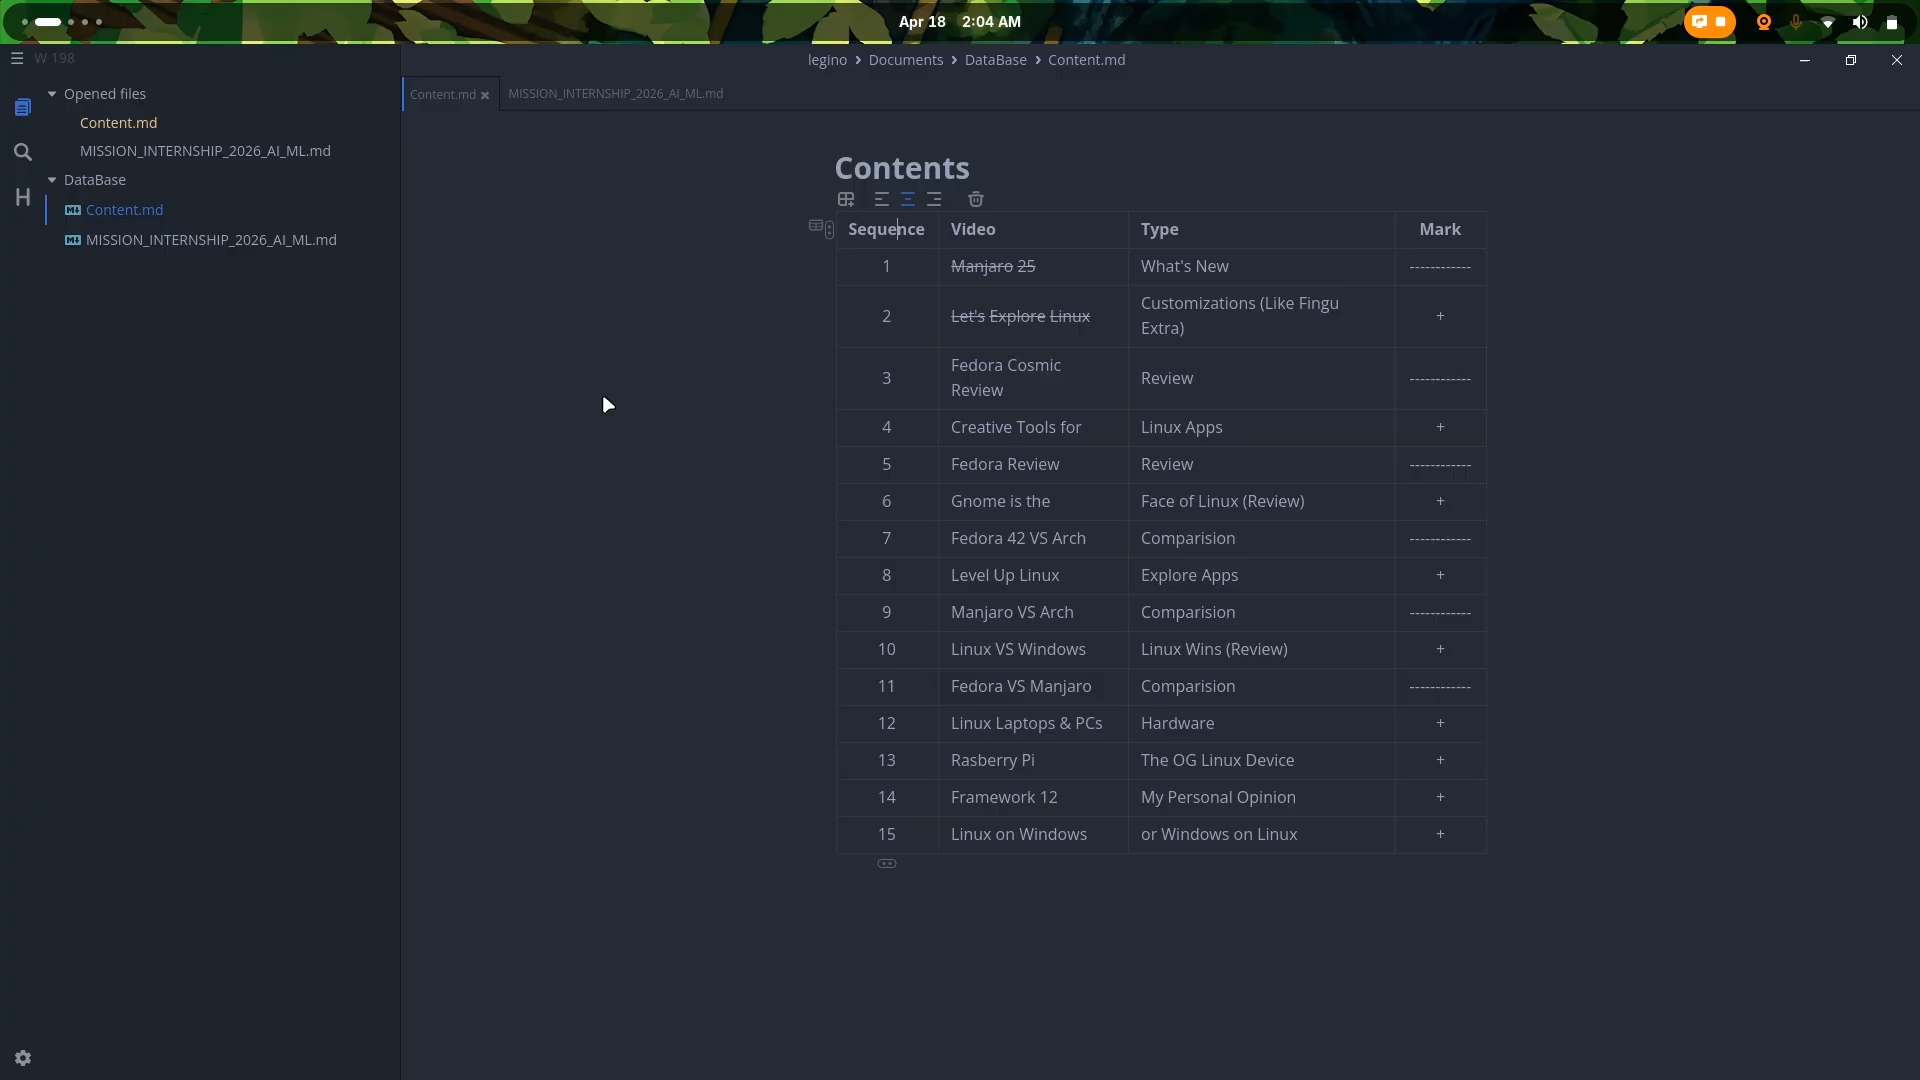 Apr 18 2:04 AM
W 198
legino › Documents › DataBase › Content.md
Opened files
Content.md
MISSION_INTERNSHIP_2026_AI_ML.md
DataBase
Content.md
MISSION_INTERNSHIP_2026_AI_ML.md
H
Content.md
MISSION_INTERNSHIP_2026_AI_ML.md
Contents
Sequence Video Type Mark
1 Manjaro 25 What's New ------------
2 Let's Explore Linux Customizations (Like Fingu
Extra) +
3 Fedora Cosmic
Review Review ------------
4 Creative Tools for Linux Apps +
5 Fedora Review Review ------------
6 Gnome is the Face of Linux (Review) +
7 Fedora 42 VS Arch Comparision ------------
8 Level Up Linux Explore Apps +
9 Manjaro VS Arch Comparision ------------
10 Linux VS Windows Linux Wins (Review) +
11 Fedora VS Manjaro Comparision ------------
12 Linux Laptops & PCs Hardware +
13 Rasberry Pi The OG Linux Device +
14 Framework 12 My Personal Opinion +
15 Linux on Windows or Windows on Linux +